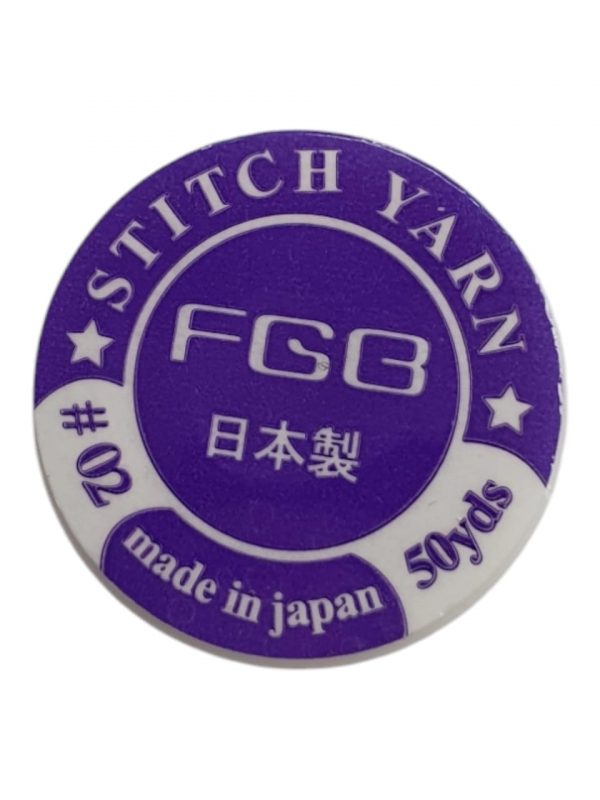 STITCH YARN
FGB
日本製
#02
made in japan
50yds